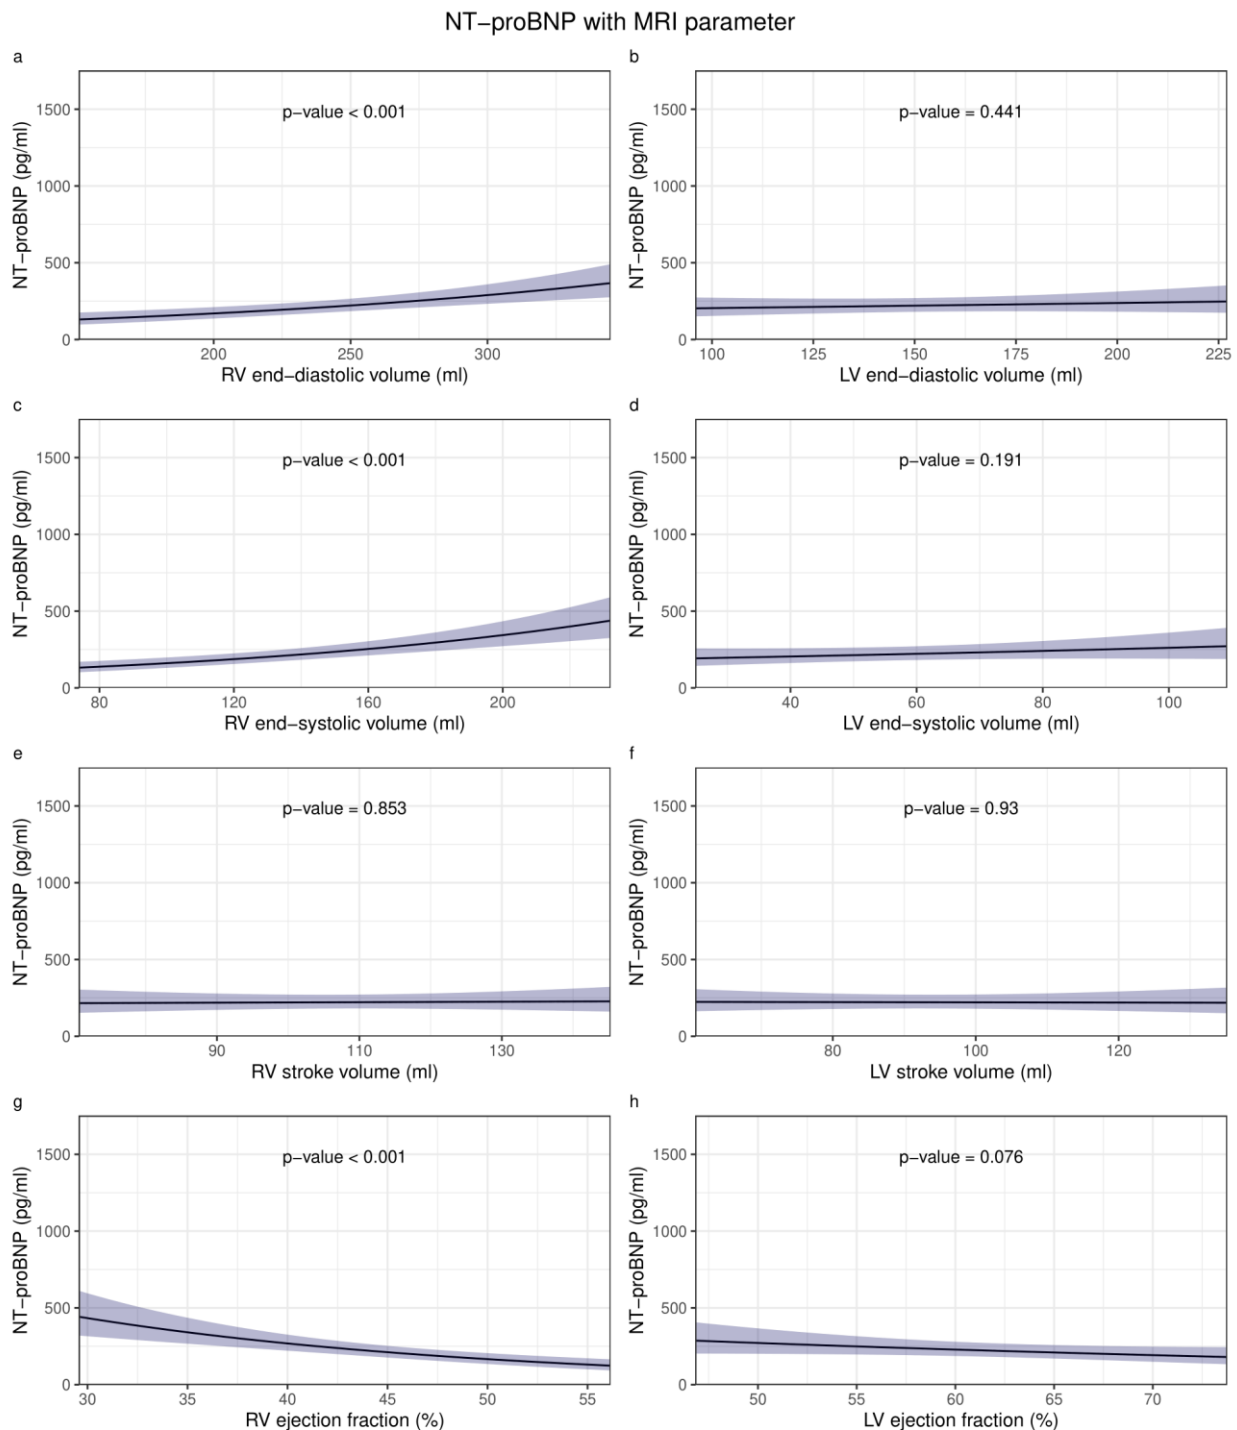 NT−proBNP with MRI parameter
a
p−value < 0.001
NT−proBNP (pg/ml)
1500
1000
500
0
200 250 300
RV end−diastolic volume (ml)
b
p−value = 0.441
NT−proBNP (pg/ml)
1500
1000
500
0
100 125 150 175 200 225
LV end−diastolic volume (ml)
c
p−value < 0.001
NT−proBNP (pg/ml)
1500
1000
500
0
80 120 160 200
RV end−systolic volume (ml)
d
p−value = 0.191
NT−proBNP (pg/ml)
1500
1000
500
0
40 60 80 100
LV end−systolic volume (ml)
e
p−value = 0.853
NT−proBNP (pg/ml)
1500
1000
500
0
90 110 130
RV stroke volume (ml)
f
p−value = 0.93
NT−proBNP (pg/ml)
1500
1000
500
0
80 100 120
LV stroke volume (ml)
g
p−value < 0.001
NT−proBNP (pg/ml)
1500
1000
500
0
30 35 40 45 50 55
RV ejection fraction (%)
h
p−value = 0.076
NT−proBNP (pg/ml)
1500
1000
500
0
50 55 60 65 70
LV ejection fraction (%)